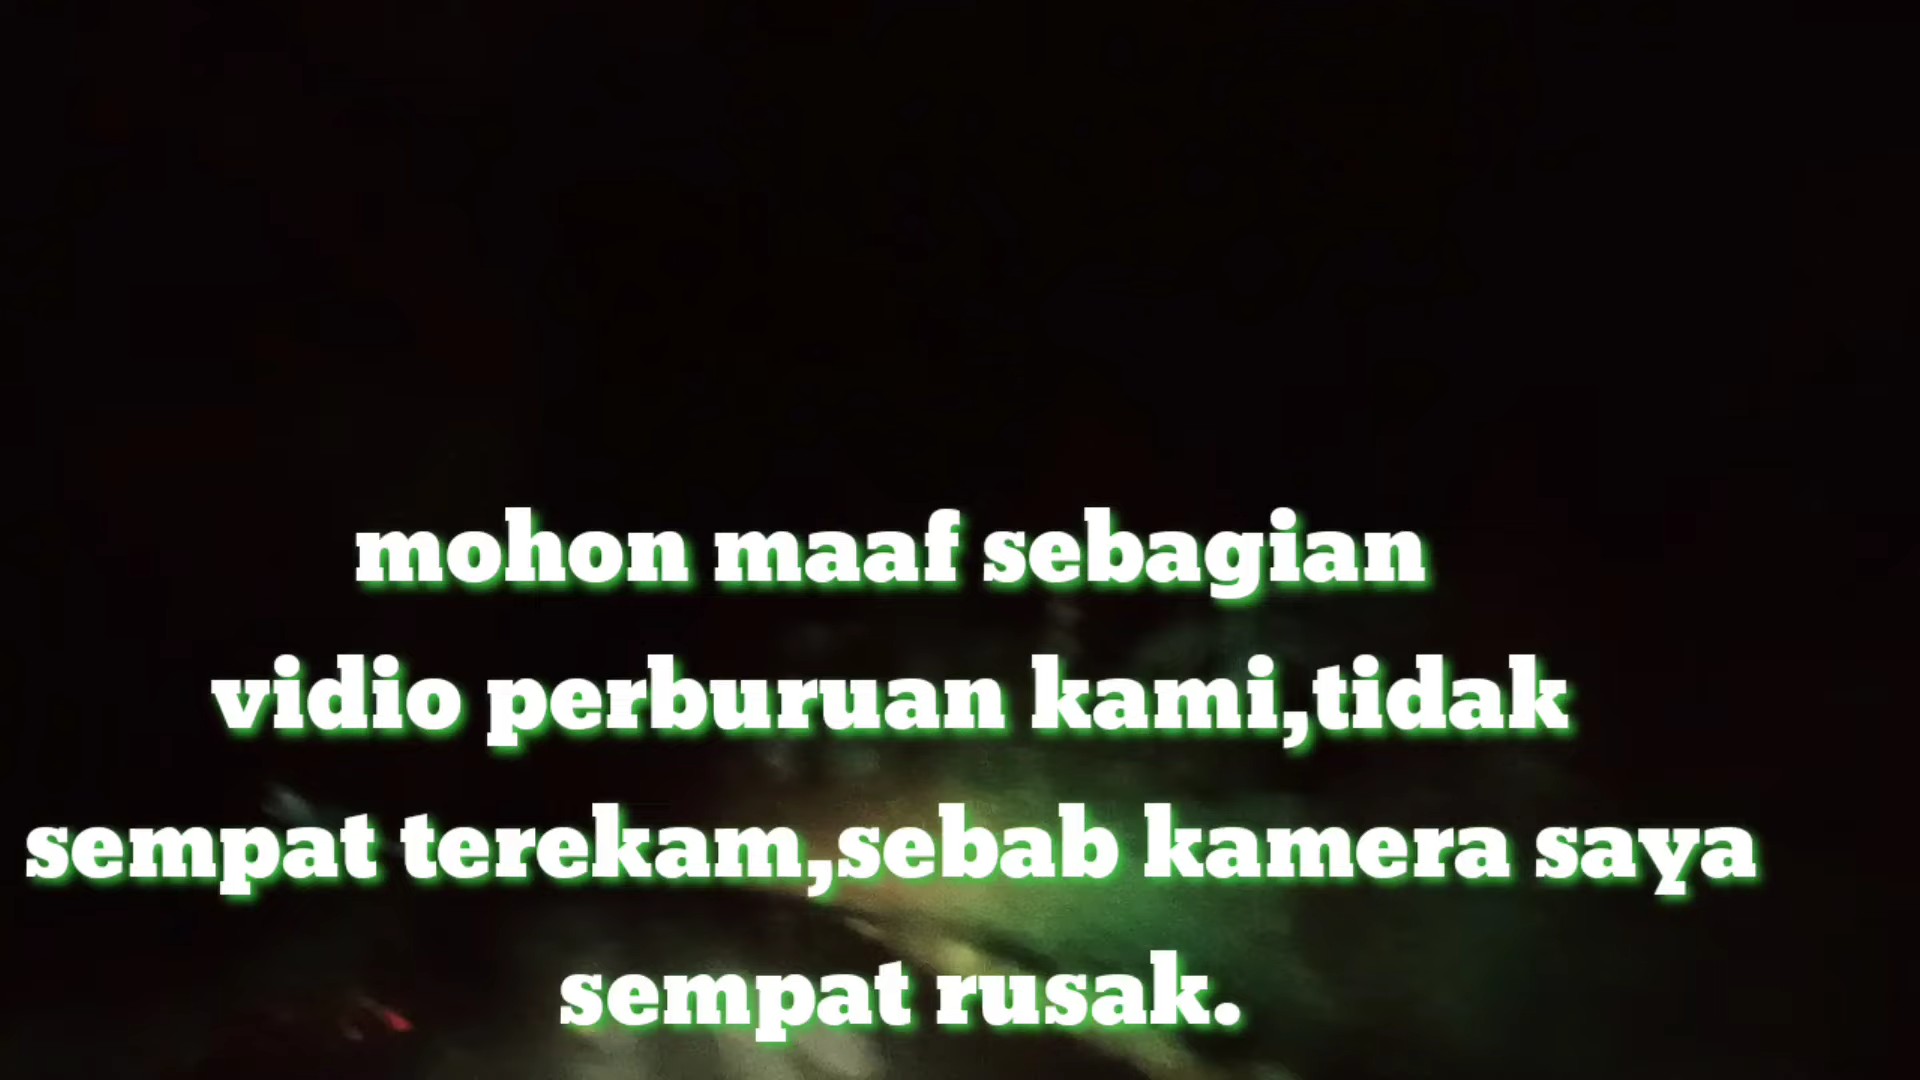 mohon maaf sebagian
vidio perburuan kami,tidak
sempat terekam,sebab kamera saya
sempat rusak.